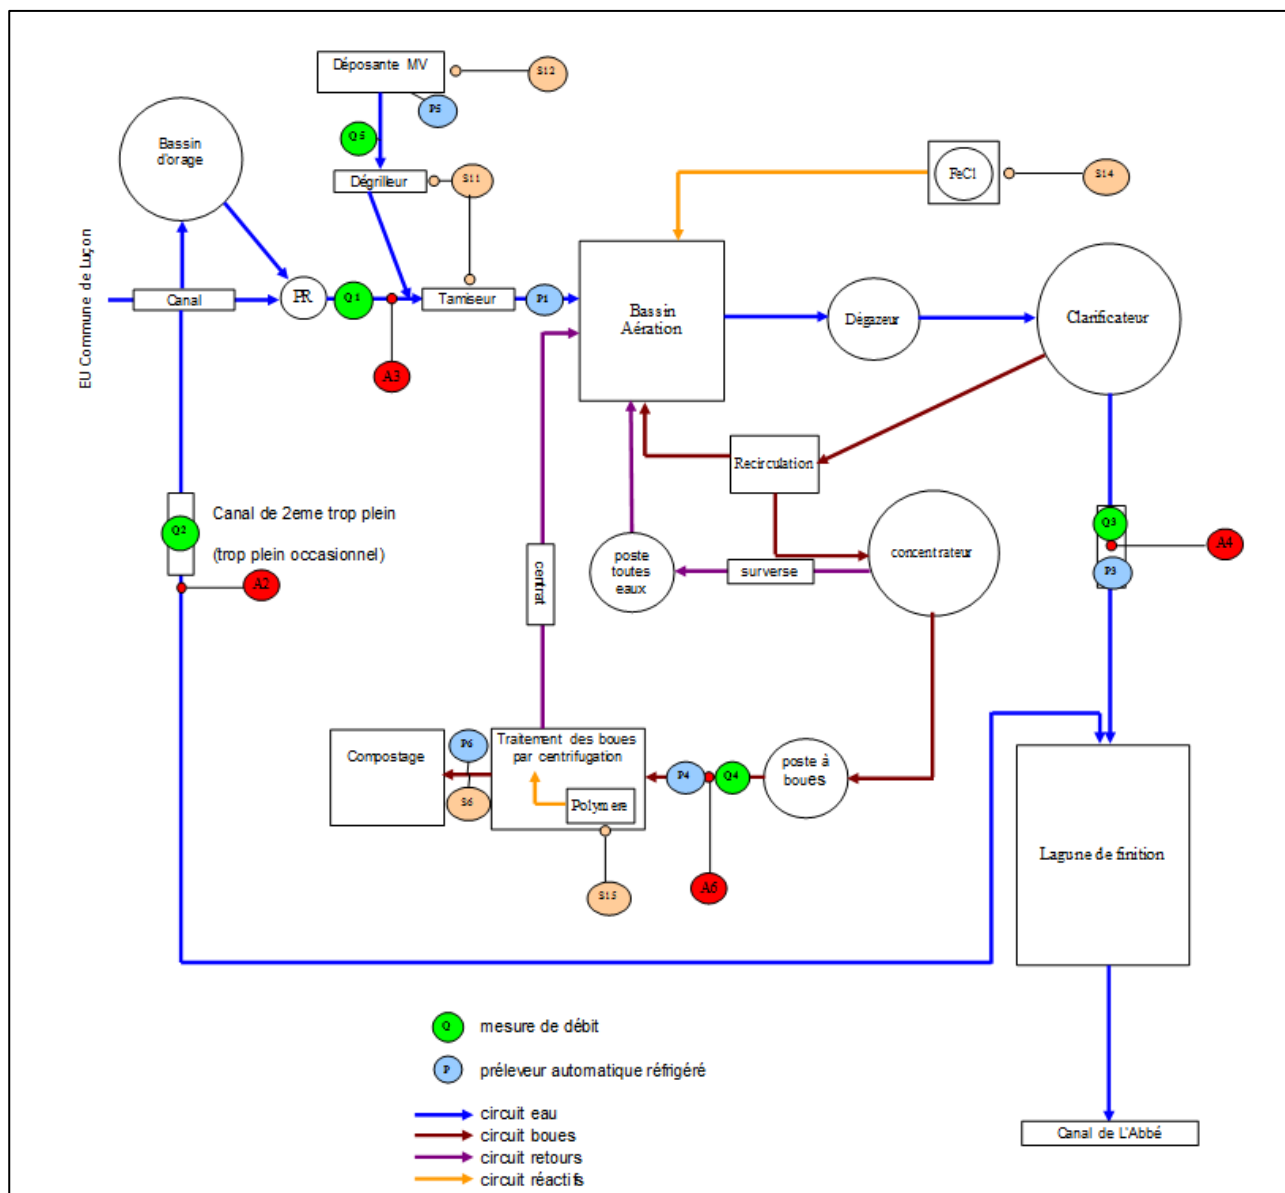 Déposante MV
S12
P5
Q5
Bassin
d'orage
Dégrilleur
S11
FeCl
S14
EU Commune de Luçon
Canal
PR
Q1
Tamiseur
P1
Bassin
Aération
Dégazeur
Clarificateur
A3
Recirculation
Canal de 2eme trop plein
(trop plein occasionnel)
Q2
A2
centrat
poste
toutes
eaux
surverse
concentrateur
Q3
A4
P3
Compostage
P6
S6
Traitement des boues
par centrifugation
Polymere
P4
Q4
poste à
boues
S15
A6
Lagune de finition
Q
mesure de débit
P
préleveur automatique réfrigéré
circuit eau
circuit boues
circuit retours
circuit réactifs
Canal de L'Abbé